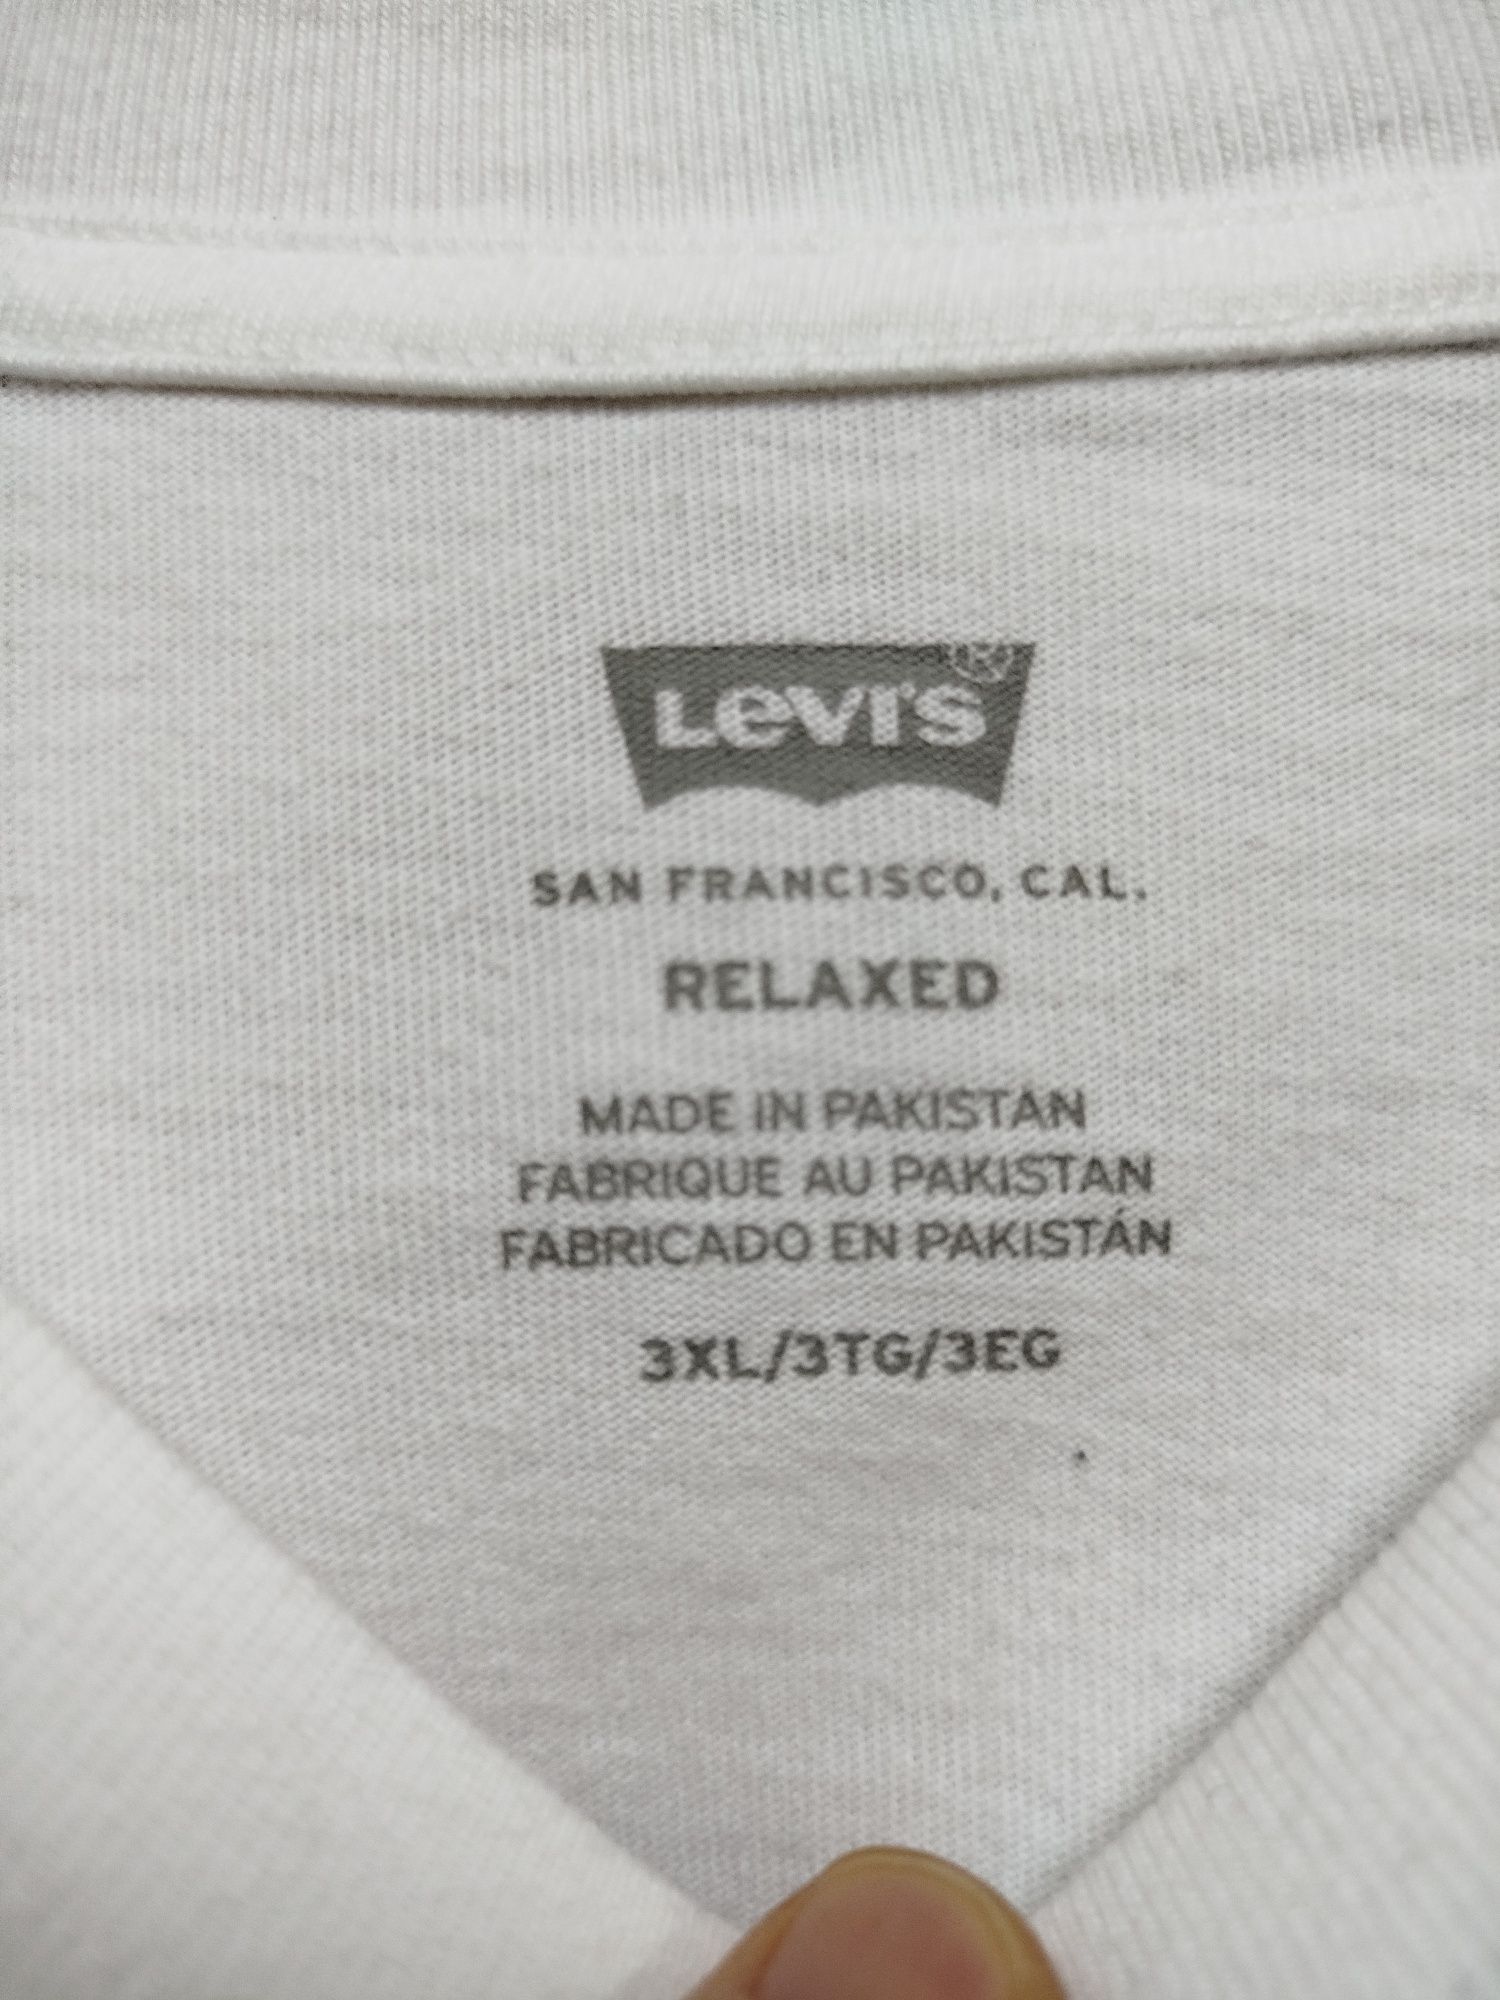 Levi's®
SAN FRANCISCO, CAL.
RELAXED
MADE IN PAKISTAN
FABRIQUE AU PAKISTAN
FABRICADO EN PAKISTÁN
3XL/3TG/3EG